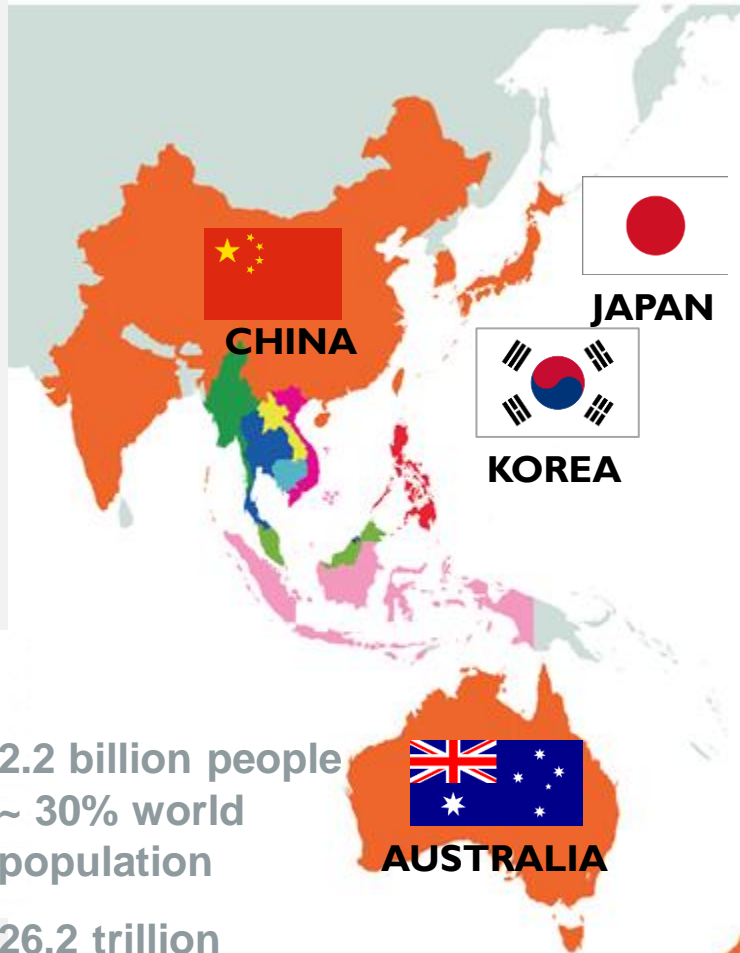 JAPAN
CHINA
KOREA
2.2 billion people
~ 30% world
population
AUSTRALIA
26.2 trillion